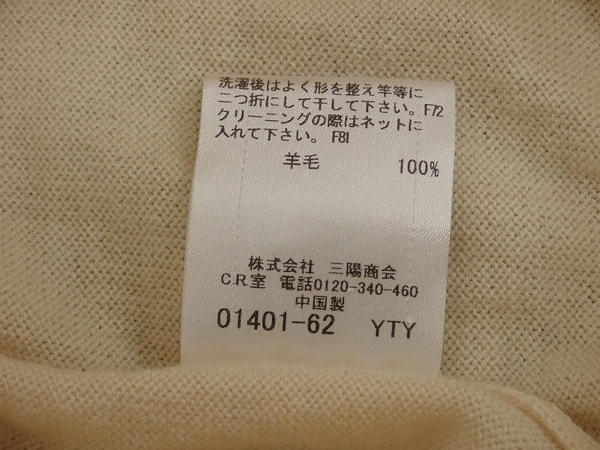 洗濯後はよく形を整え竿等に
二つ折にして干して下さい。F72
クリーニングの際はネットに
入れて下さい。 F81
羊毛 100%
株式会社 三陽商会
C.R.室 電話0120-340-460
中国製
01401-62 YTY